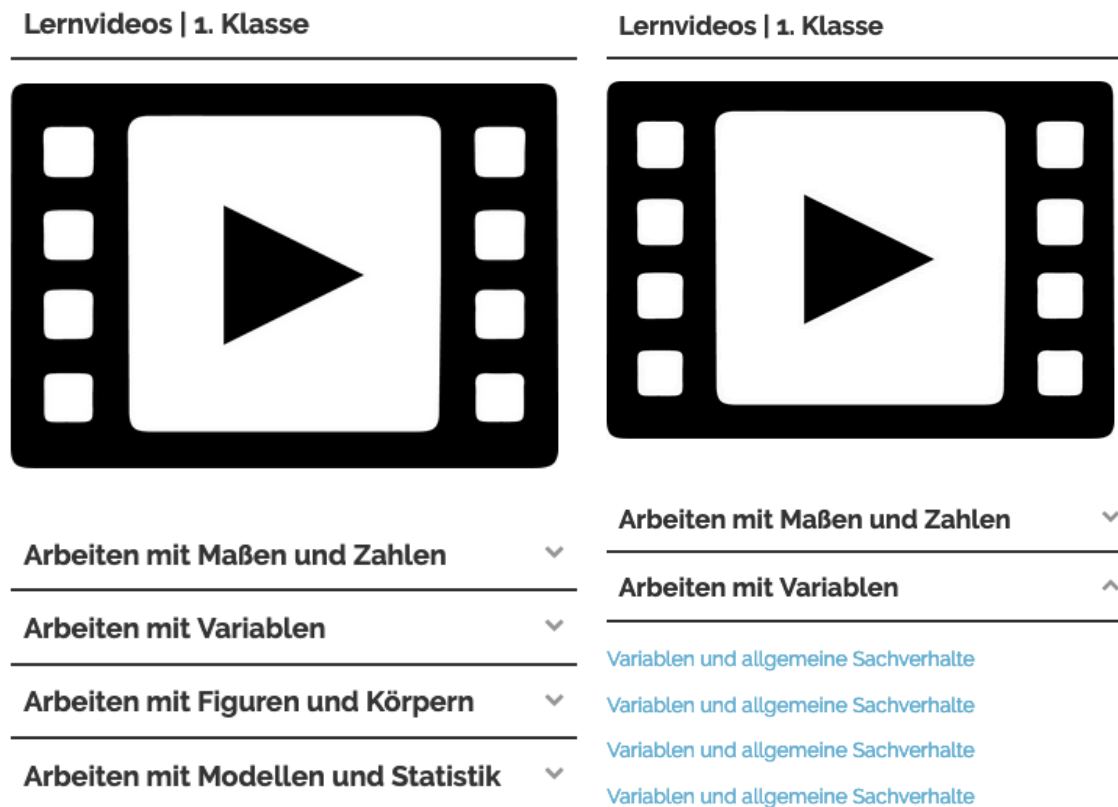 Lernvideos | 1. Klasse
Arbeiten mit Maßen und Zahlen
Arbeiten mit Variablen
Arbeiten mit Figuren und Körpern
Arbeiten mit Modellen und Statistik
Lernvideos | 1. Klasse
Arbeiten mit Maßen und Zahlen
Arbeiten mit Variablen
Variablen und allgemeine Sachverhalte
Variablen und allgemeine Sachverhalte
Variablen und allgemeine Sachverhalte
Variablen und allgemeine Sachverhalte